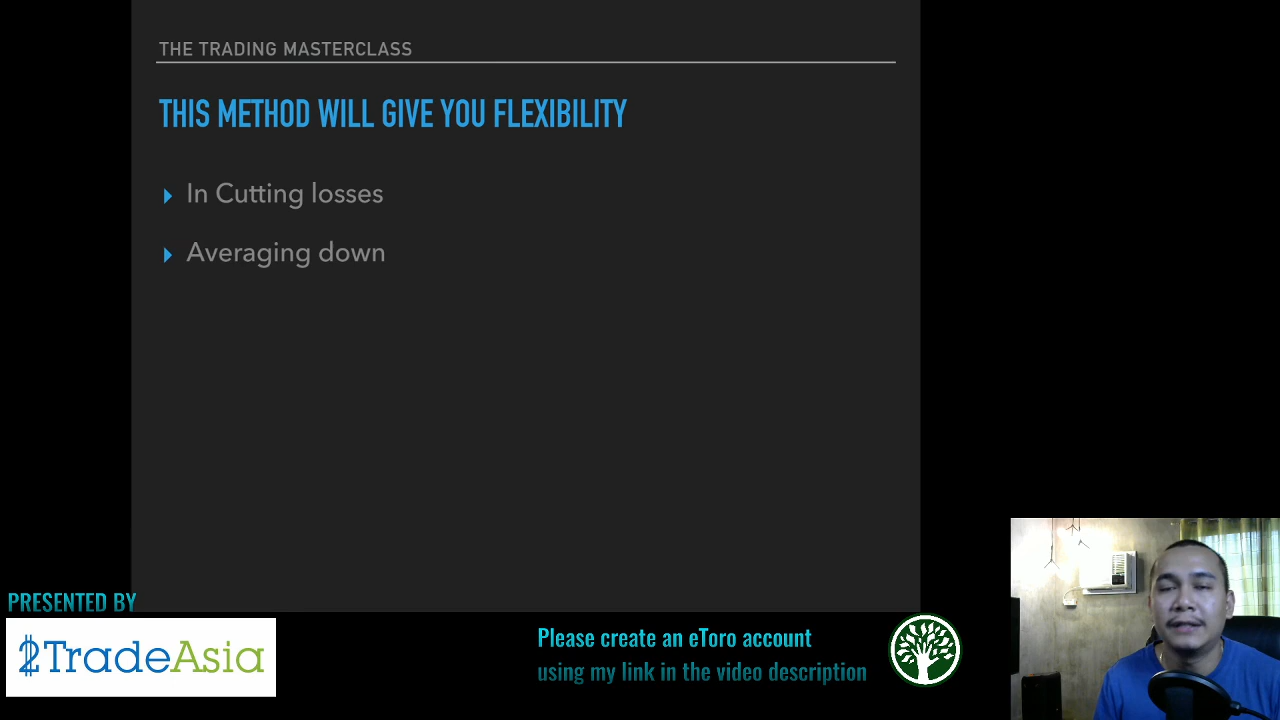 THE TRADING MASTERCLASS
THIS METHOD WILL GIVE YOU FLEXIBILITY
In Cutting losses
Averaging down
PRESENTED BY
2TradeAsia
Please create an eToro account
using my link in the video description